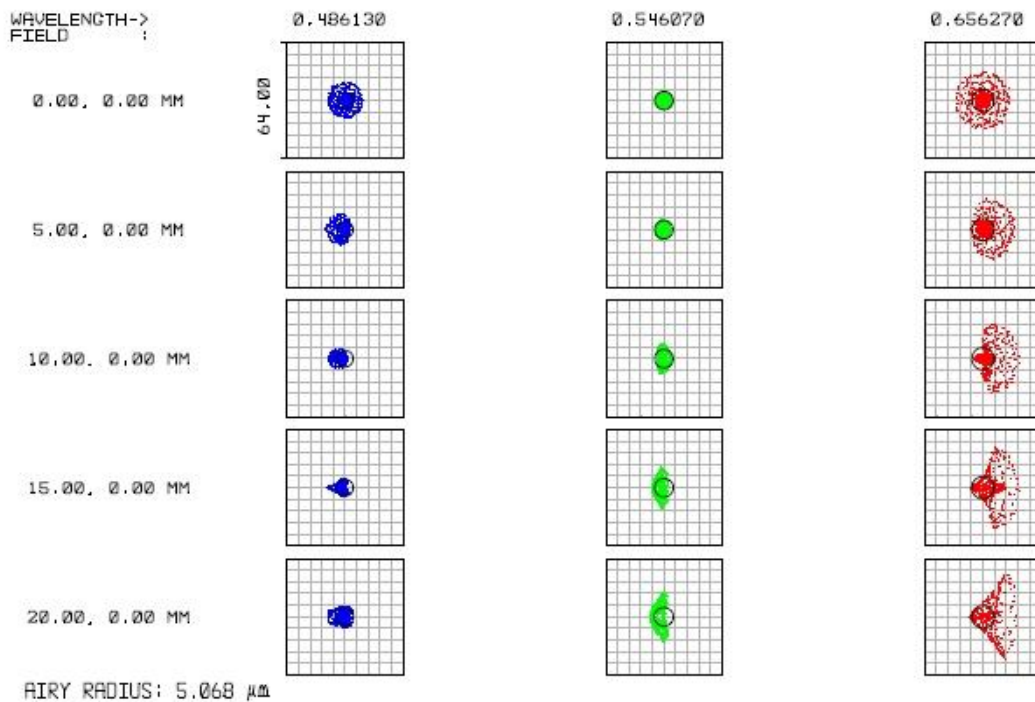 WAVELENGTH-> 0.486130 0.546070 0.656270
FIELD :
0.00, 0.00 MM
64.00
5.00, 0.00 MM
10.00, 0.00 MM
15.00, 0.00 MM
20.00, 0.00 MM
AIRY RADIUS: 5.068 µm